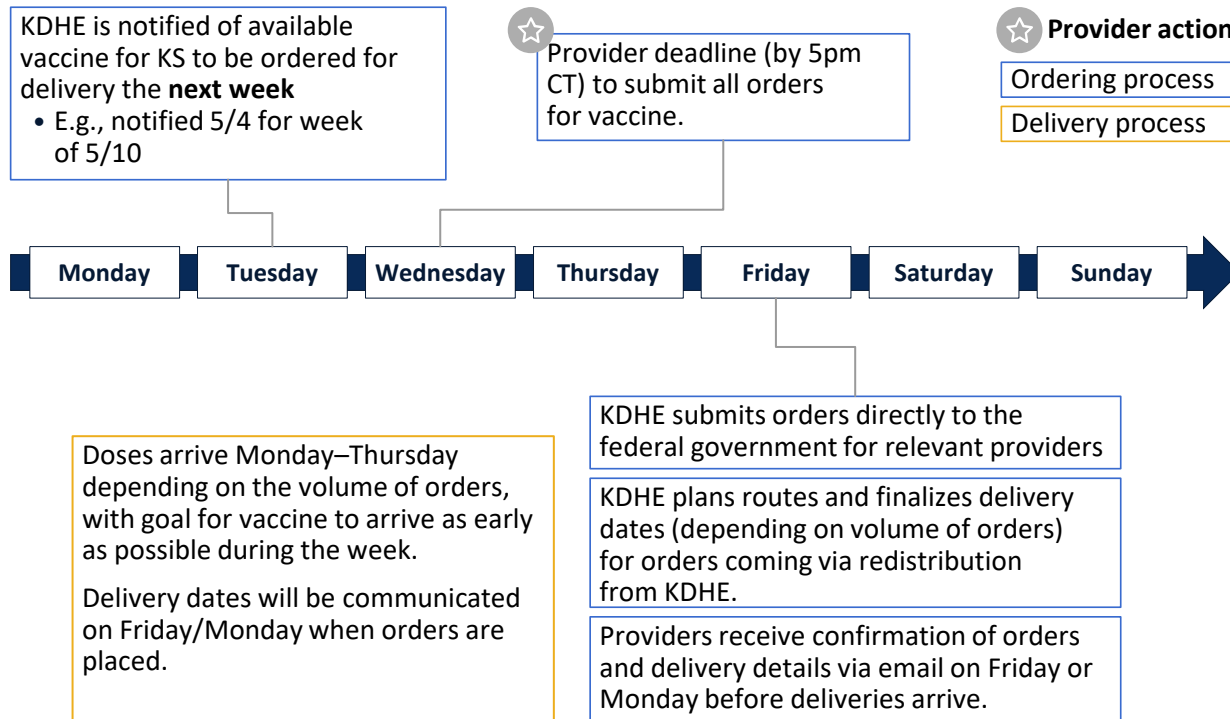 KDHE is notified of available
vaccine for KS to be ordered for
delivery the next week
• E.g., notified 5/4 for week
of 5/10
Provider deadline (by 5pm
CT) to submit all orders
for vaccine.
Provider action
Ordering process
Delivery process
Monday
Tuesday
Wednesday
Thursday
Friday
Saturday
Sunday
Doses arrive Monday–Thursday
depending on the volume of orders,
with goal for vaccine to arrive as early
as possible during the week.
Delivery dates will be communicated
on Friday/Monday when orders are
placed.
KDHE submits orders directly to the
federal government for relevant providers
KDHE plans routes and finalizes delivery
dates (depending on volume of orders)
for orders coming via redistribution
from KDHE.
Providers receive confirmation of orders
and delivery details via email on Friday or
Monday before deliveries arrive.